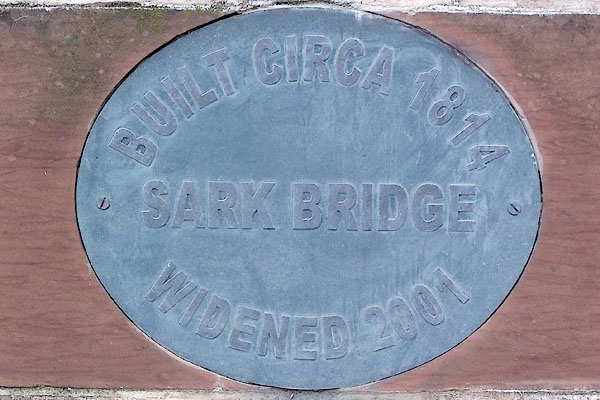 BUILT CIRCA 1814
SARK BRIDGE
WIDENED 2001